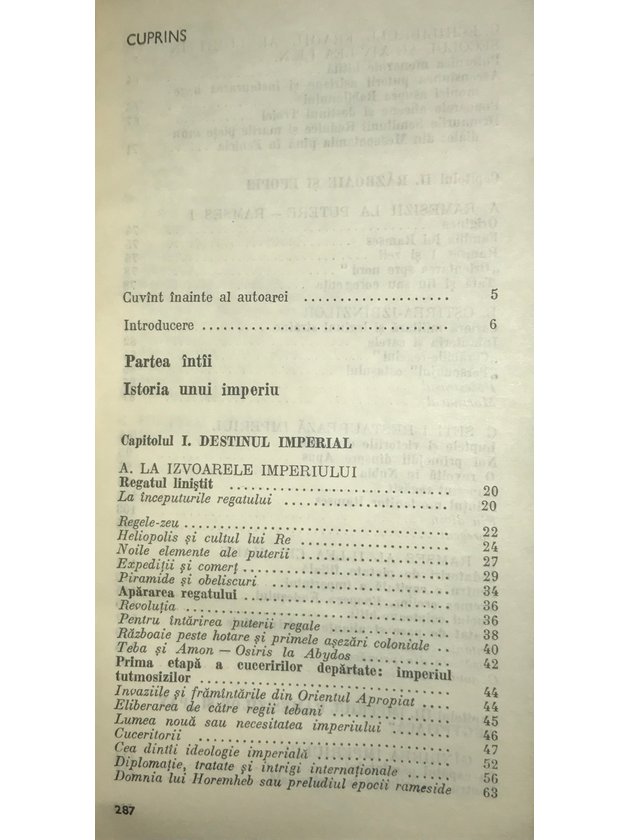 CUPRINS
Cuvînt înainte al autoarei .................... 5
Introducere .................... 6
Partea întîi
Istoria unui imperiu
Capitolul I. DESTINUL IMPERIAL
A. LA IZVOARELE IMPERIULUI
Regatul liniștit .................... 20
La începuturile regatului .................... 20
Regele-zeu .................... 22
Heliopolis și cultul lui Re .................... 24
Noile elemente ale puterii .................... 27
Expediții și comerț .................... 29
Piramide și obeliscuri .................... 34
Apărarea regatului .................... 36
Revoluția .................... 36
Pentru întărirea puterii regale .................... 38
Războaie peste hotare și primele așezări coloniale .. 40
Teba și Amon — Osiris la Abydos .................... 42
Prima etapă a cuceririlor depărtate: imperiul
tutmosizilor .................... 44
Invaziile și frămîntările din Orientul Apropiat .... 44
Eliberarea de către regii tebani .................... 45
Lumea nouă sau necesitatea imperiului .................... 46
Cuceritorii .................... 47
Cea dintîi ideologie imperială .................... 52
Diplomație, tratate și intrigi internaționale .................... 56
Domnia lui Horemheb sau preludiul epocii rameside 63
287